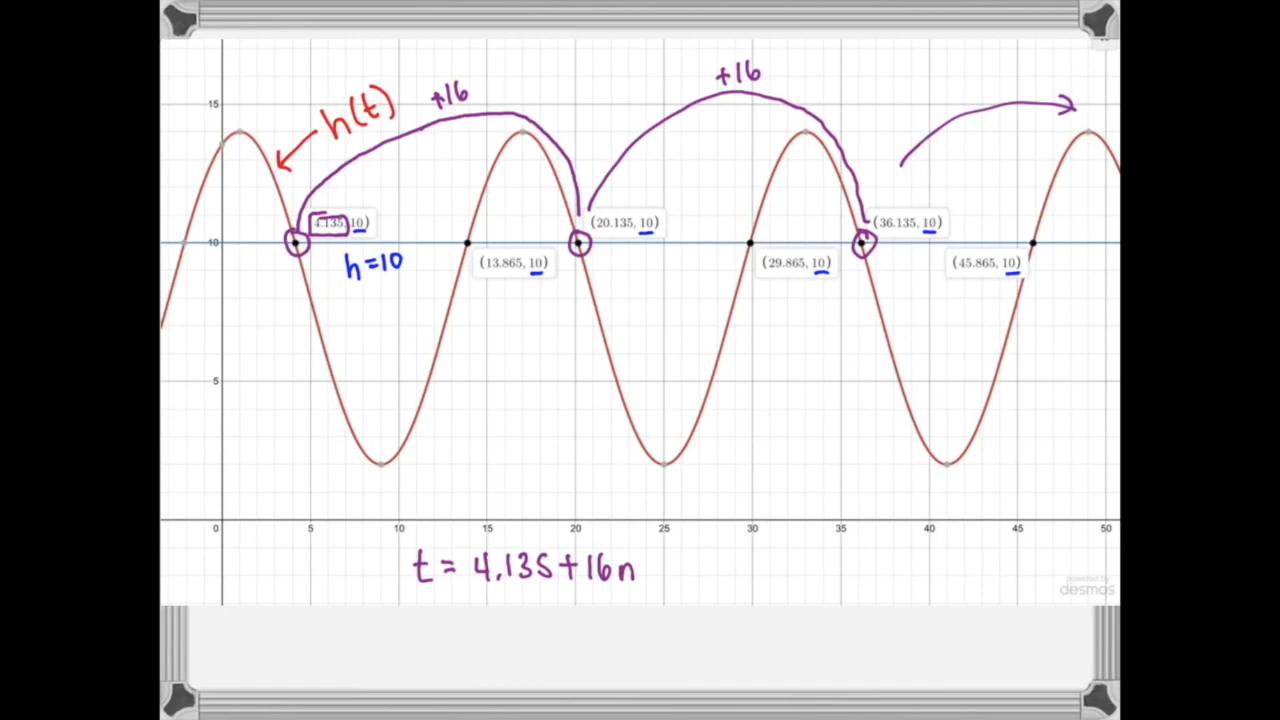 +16
+16
h(t)
15
(4.135, 10)
(20.135, 10)
(36.135, 10)
10
h=10
(13.865, 10)
(29.865, 10)
(45.865, 10)
5
0 5 10 15 20 25 30 35 40 45 50
t = 4.135+16n
powered by
desmos